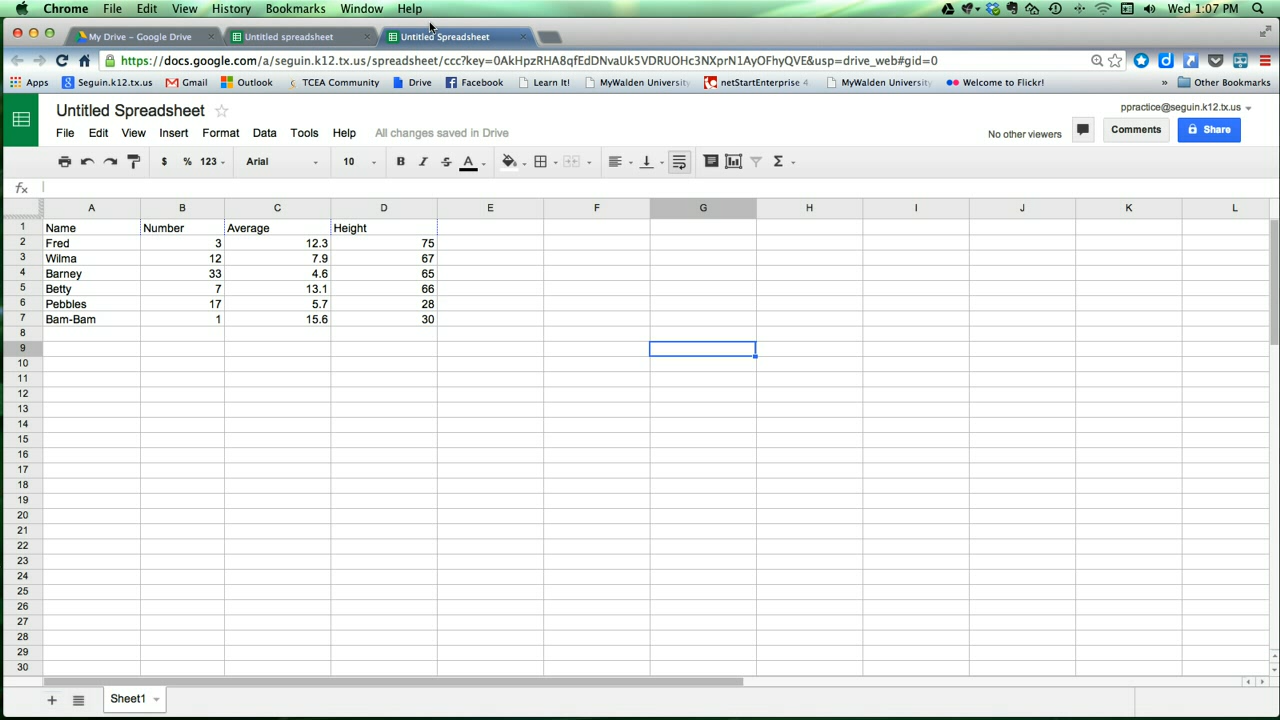 Chrome File Edit View History Bookmarks Window Help Wed 1:07 PM
My Drive – Google Drive Untitled spreadsheet Untitled Spreadsheet
https://docs.google.com/a/seguin.k12.tx.us/spreadsheet/ccc?key=0AkHpzRHA8qfEdDNvaUk5VDRUOHc3NXprN1AyOFhyQVE&usp=drive_web#gid=0
Apps Seguin.k12.tx.us Gmail Outlook TCEA Community Drive Facebook Learn It! MyWalden University netStartEnterprise 4 MyWalden University Welcome to Flickr! » Other Bookmarks
Untitled Spreadsheet ppractice@seguin.k12.tx.us
File Edit View Insert Format Data Tools Help All changes saved in Drive No other viewers Comments Share
$ % 123 Arial 10 B I S A Σ
fx
A B C D E F G H I J K L
1 Name Number Average Height
2 Fred 3 12.3 75
3 Wilma 12 7.9 67
4 Barney 33 4.6 65
5 Betty 7 13.1 66
6 Pebbles 17 5.7 28
7 Bam-Bam 1 15.6 30
8
9
10
11
12
13
14
15
16
17
18
19
20
21
22
23
24
25
26
27
28
29
30
+ Sheet1